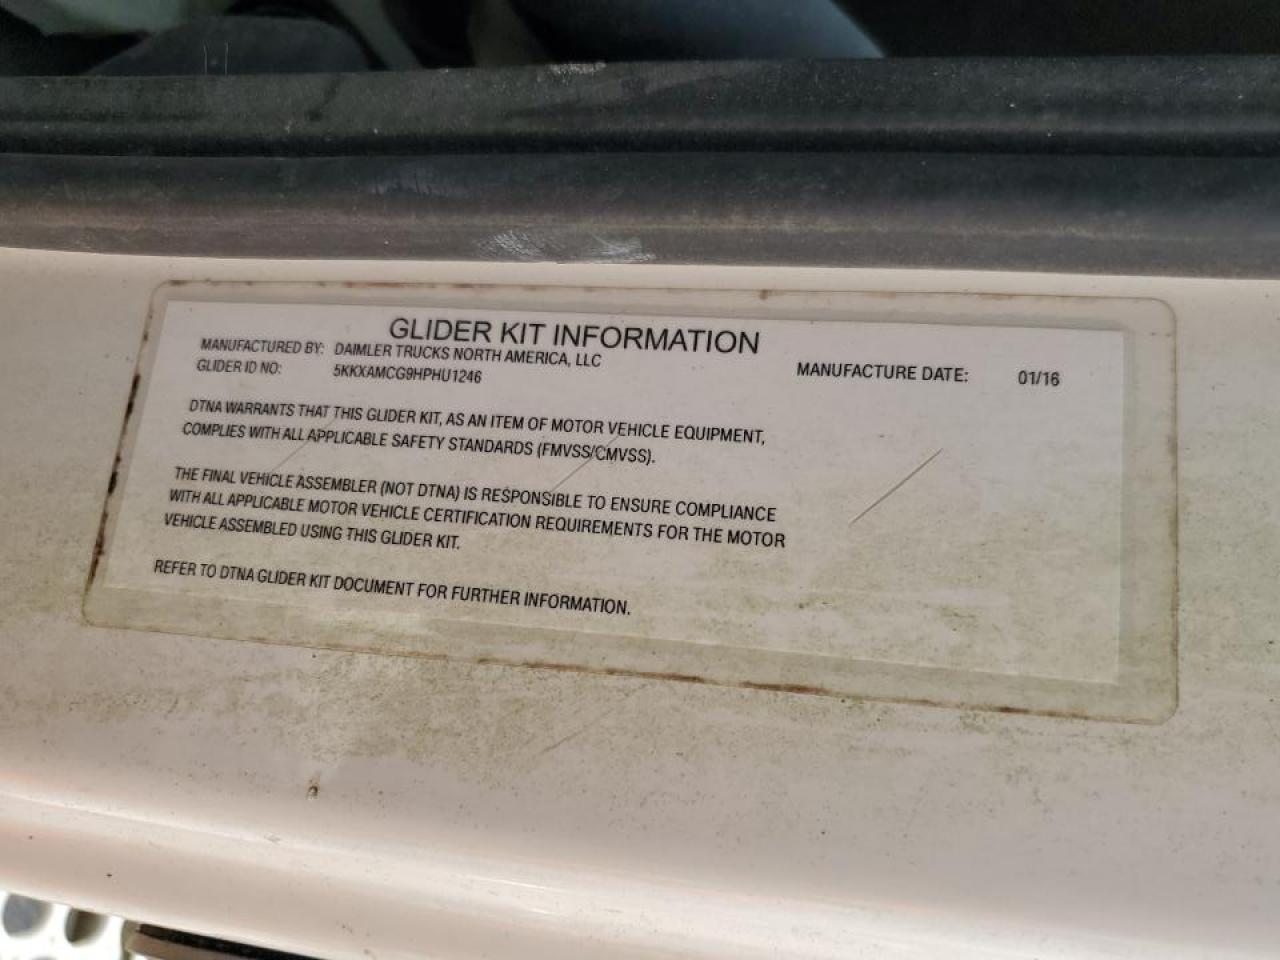 GLIDER KIT INFORMATION
MANUFACTURED BY: DAIMLER TRUCKS NORTH AMERICA, LLC
GLIDER ID NO: 5KKXAMCG9HPHU1246
MANUFACTURE DATE: 01/16
DTNA WARRANTS THAT THIS GLIDER KIT, AS AN ITEM OF MOTOR VEHICLE EQUIPMENT,
COMPLIES WITH ALL APPLICABLE SAFETY STANDARDS (FMVSS/CMVSS).
THE FINAL VEHICLE ASSEMBLER (NOT DTNA) IS RESPONSIBLE TO ENSURE COMPLIANCE
WITH ALL APPLICABLE MOTOR VEHICLE CERTIFICATION REQUIREMENTS FOR THE MOTOR
VEHICLE ASSEMBLED USING THIS GLIDER KIT.
REFER TO DTNA GLIDER KIT DOCUMENT FOR FURTHER INFORMATION.